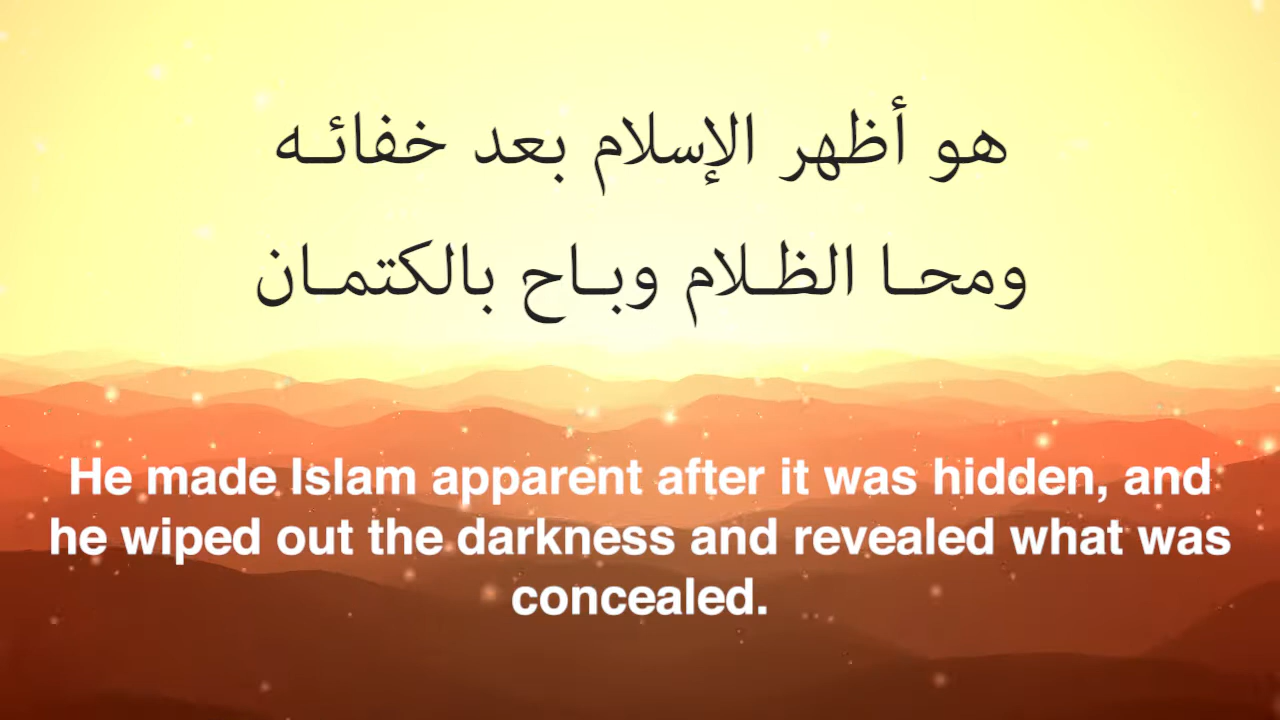 هو أظهر الإسلام بعد خفائـه
ومحـا الظـلام وبـاح بالكتمـان
He made Islam apparent after it was hidden, and
he wiped out the darkness and revealed what was
concealed.